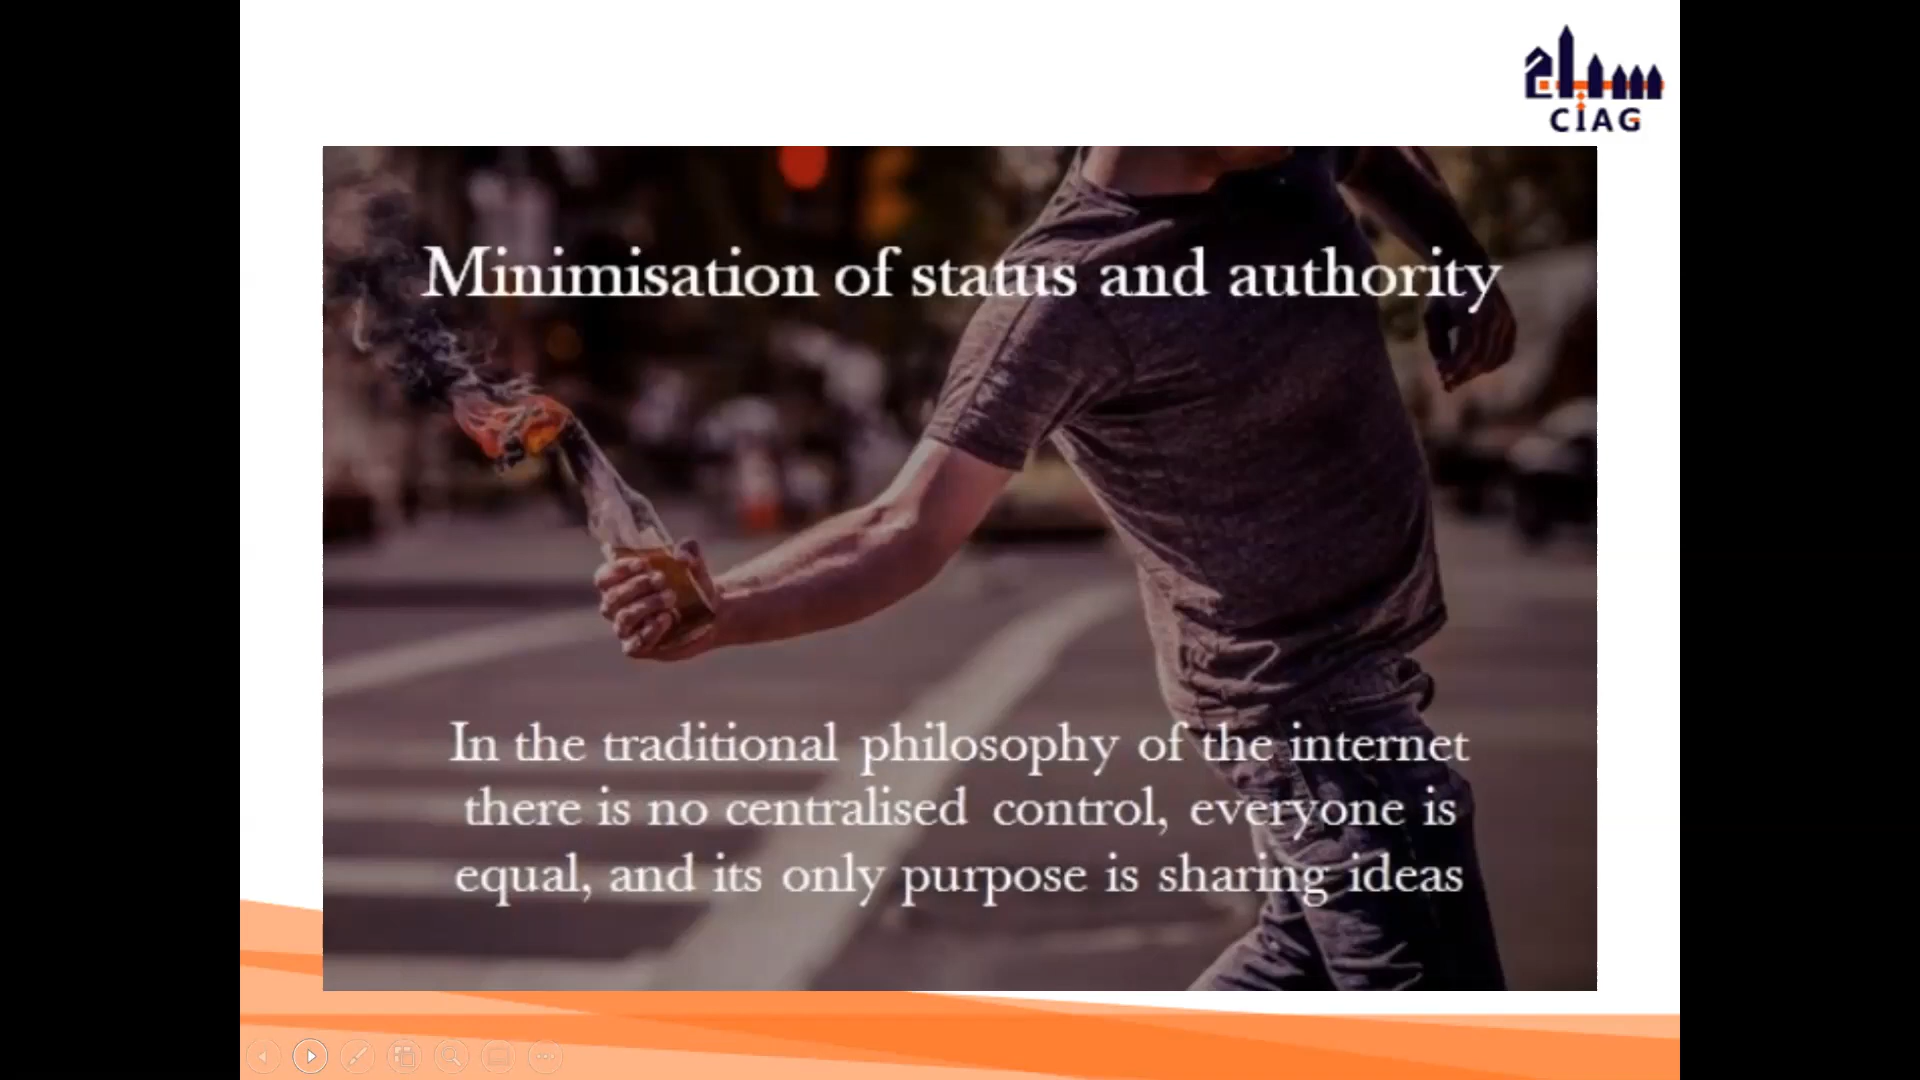 CIAG
Minimisation of status and authority
In the traditional philosophy of the internet
there is no centralised control, everyone is
equal, and its only purpose is sharing ideas